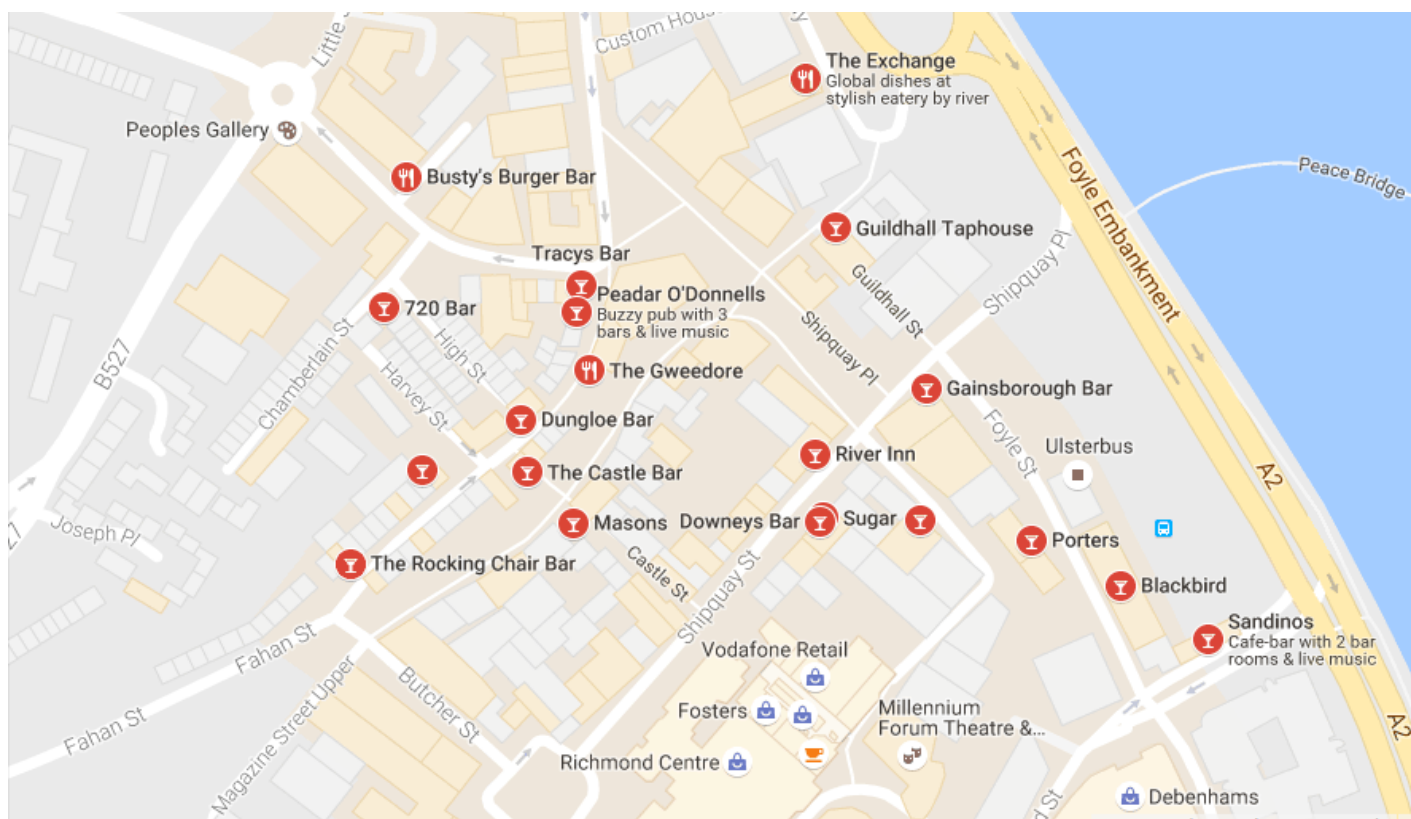 Little
Custom House
The Exchange
Global dishes at
stylish eatery by river
Peoples Gallery
Foyle Embankment
Peace Bridge
Busty's Burger Bar
Guildhall Taphouse
Tracys Bar
Shipquay Pl
Guildhall St
Peadar O'Donnells
Buzzy pub with 3
bars & live music
720 Bar
Shipquay Pl
High St
B527
Chamberlain St
Harvey St
The Gweedore
Gainsborough Bar
Dungloe Bar
Foyle St
Ulsterbus
River Inn
The Castle Bar
A2
Masons
Downeys Bar
Sugar
Joseph Pl
27
Porters
The Rocking Chair Bar
Castle St
Shipquay St
Blackbird
Sandinos
Cafe-bar with 2 bar
rooms & live music
Fahan St
Vodafone Retail
Butcher St
Magazine Street Upper
Fosters
Millennium
Forum Theatre &...
Fahan St
A2
Richmond Centre
Debenhams